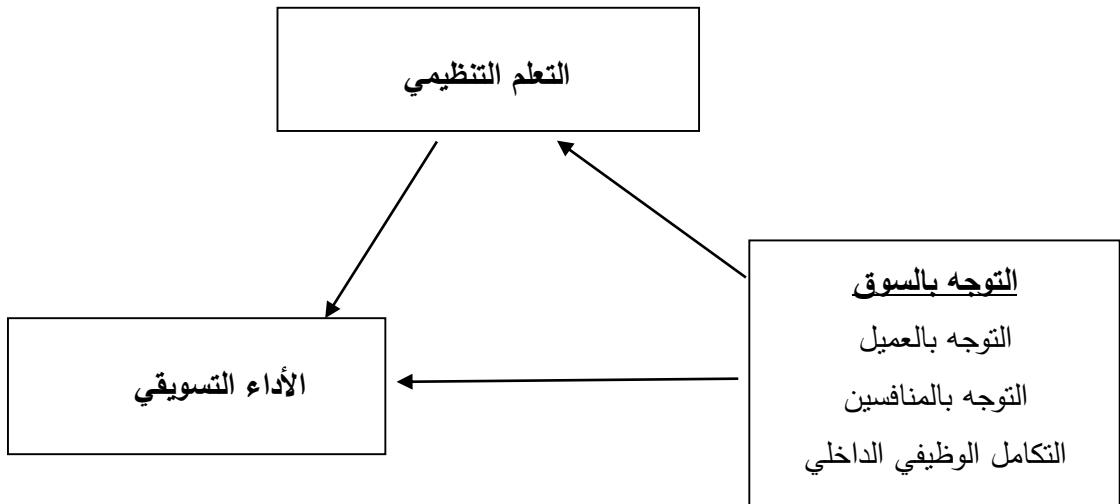 التعلم التنظيمي
التوجه بالسوق
التوجه بالعميل
التوجه بالمنافسين
التكامل الوظيفي الداخلي
الأداء التسويقي